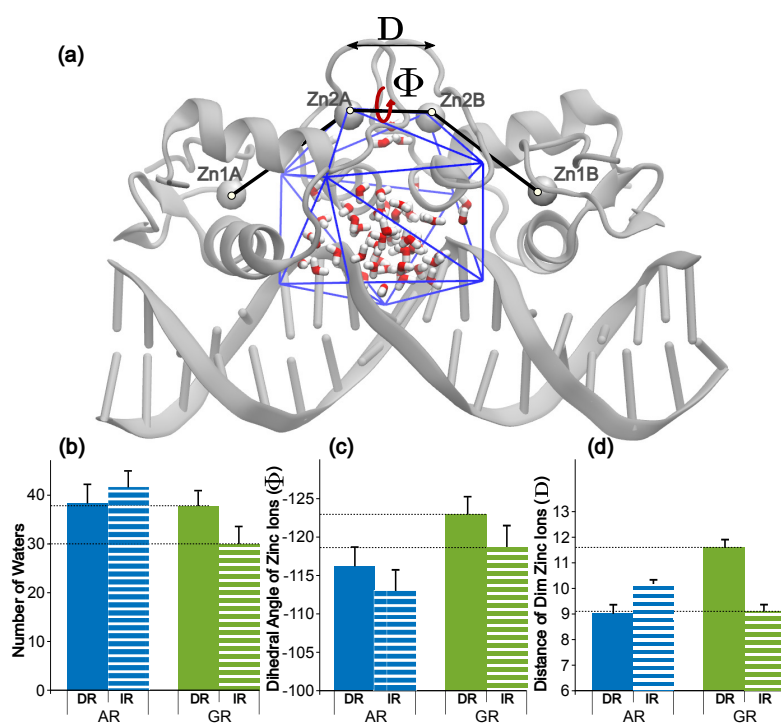 D
(a)
Φ
Zn2A
Zn2B
Zn1A
Zn1B
(b)
(c)
(d)
Number of Waters
40
30
20
10
0
DR IR DR IR
AR GR
Dihedral Angle of Zinc Ions (Φ)
-125
-120
-115
-110
-105
-100
DR IR DR IR
AR GR
Distance of Dim Zinc Ions (D)
13
12
11
10
9
8
7
6
DR IR DR IR
AR GR